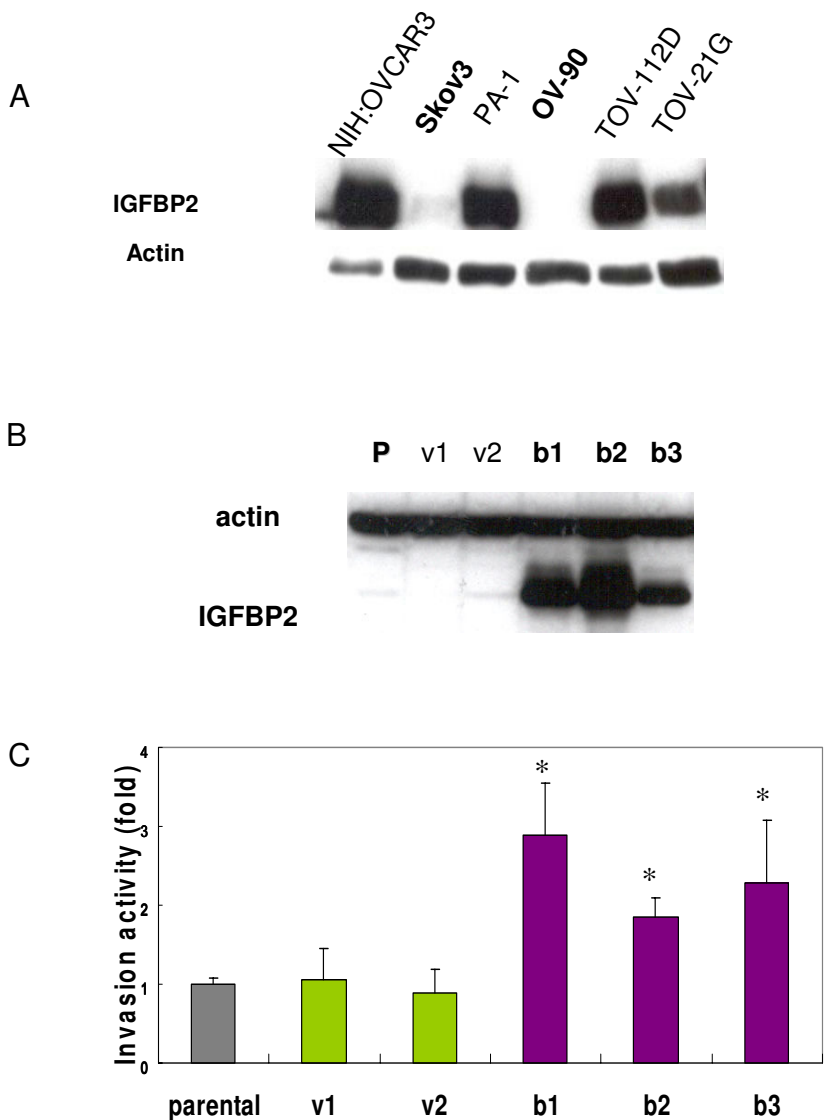 A
NIH:OVCAR3 Skov3 PA-1 OV-90 TOV-112D TOV-21G
IGFBP2
Actin
B
P v1 v2 b1 b2 b3
actin
IGFBP2
C
Invasion activity (fold)
4
3
2
1
0
* * *
parental v1 v2 b1 b2 b3